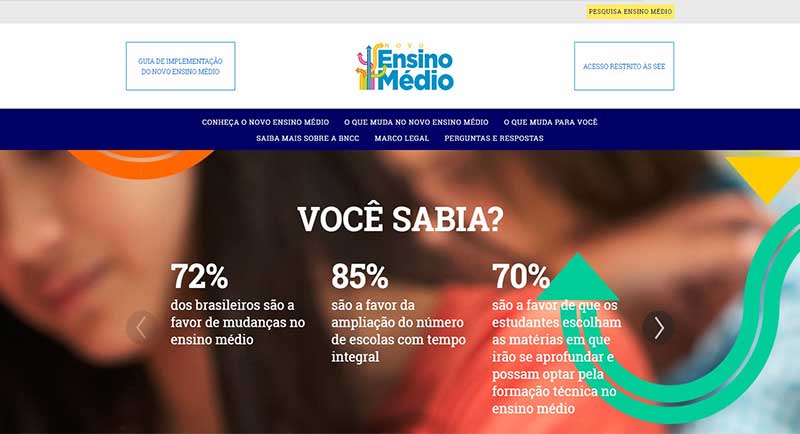 PESQUISA ENSINO MÉDIO
GUIA DE IMPLEMENTAÇÃO
DO NOVO ENSINO MÉDIO
NOVO
Ensino
Médio
ACESSO RESTRITO ÀS SEE
CONHEÇA O NOVO ENSINO MÉDIO O QUE MUDA NO NOVO ENSINO MÉDIO O QUE MUDA PARA VOCÊ
SAIBA MAIS SOBRE A BNCC MARCO LEGAL PERGUNTAS E RESPOSTAS
VOCÊ SABIA?
72%
dos brasileiros são a
favor de mudanças no
ensino médio
85%
são a favor da
ampliação do número
de escolas com tempo
integral
70%
são a favor de que os
estudantes escolham
as matérias em que
irão se aprofundar e
possam optar pela
formação técnica no
ensino médio